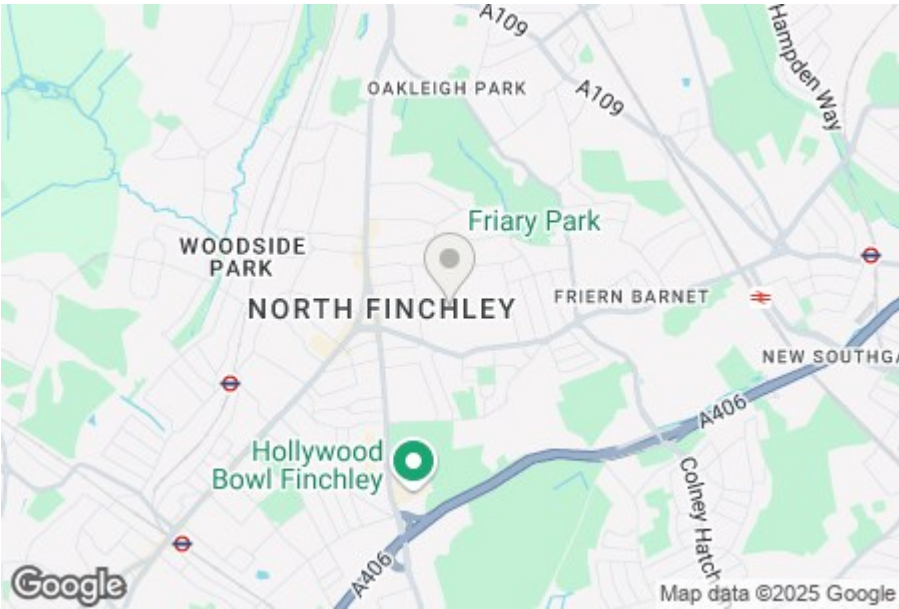 A109
Hampden Way
OAKLEIGH PARK
A109
Friary Park
WOODSIDE
PARK
NORTH FINCHLEY
FRIERN BARNET
NEW SOUTHGA
A406
Hollywood
Bowl Finchley
Colney Hatch
A406
Google
Map data ©2025 Google